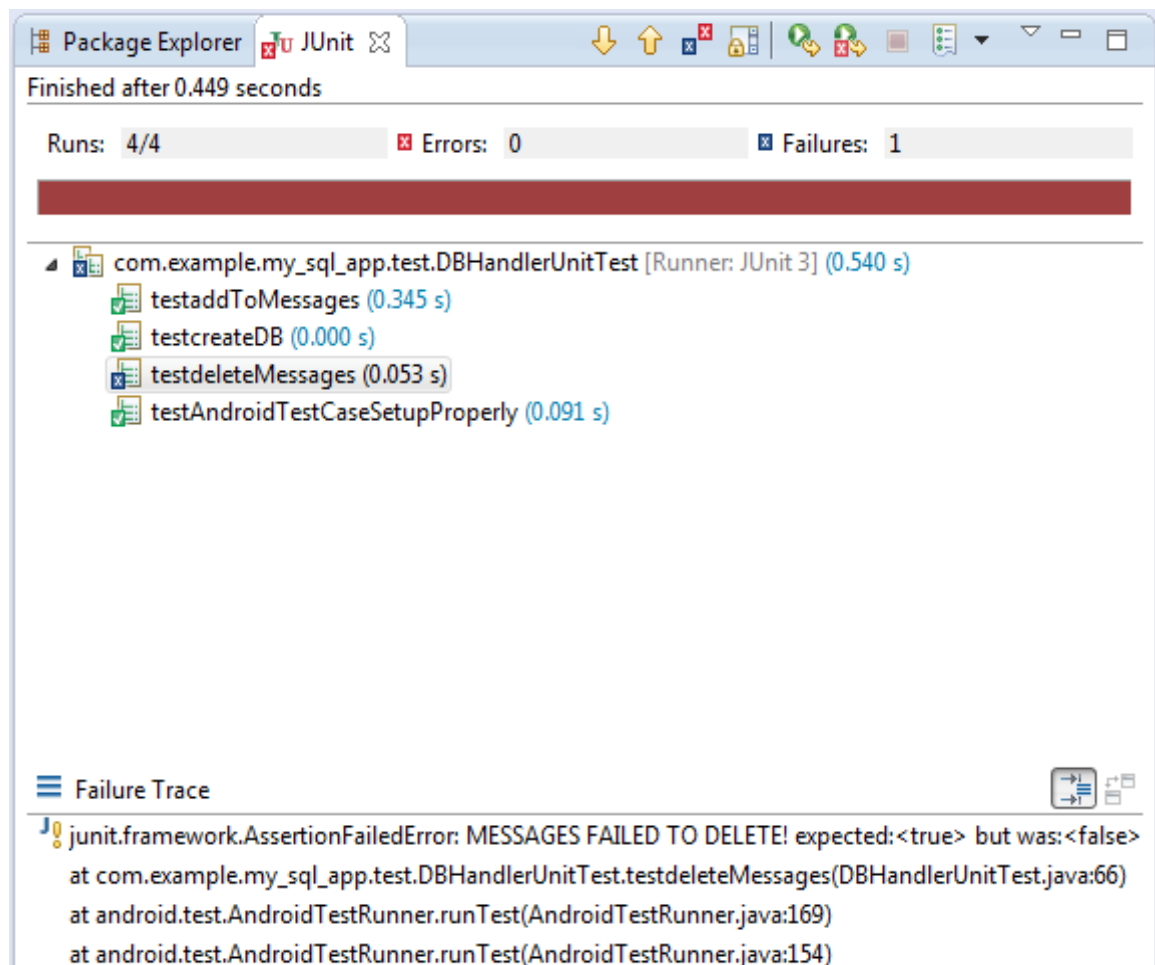 Package Explorer JUnit
Finished after 0.449 seconds
Runs: 4/4 Errors: 0 Failures: 1
com.example.my_sql_app.test.DBHandlerUnitTest [Runner: JUnit 3] (0.540 s)
testaddToMessages (0.345 s)
testcreateDB (0.000 s)
testdeleteMessages (0.053 s)
testAndroidTestCaseSetupProperly (0.091 s)
Failure Trace
junit.framework.AssertionFailedError: MESSAGES FAILED TO DELETE! expected:<true> but was:<false>
at com.example.my_sql_app.test.DBHandlerUnitTest.testdeleteMessages(DBHandlerUnitTest.java:66)
at android.test.AndroidTestRunner.runTest(AndroidTestRunner.java:169)
at android.test.AndroidTestRunner.runTest(AndroidTestRunner.java:154)